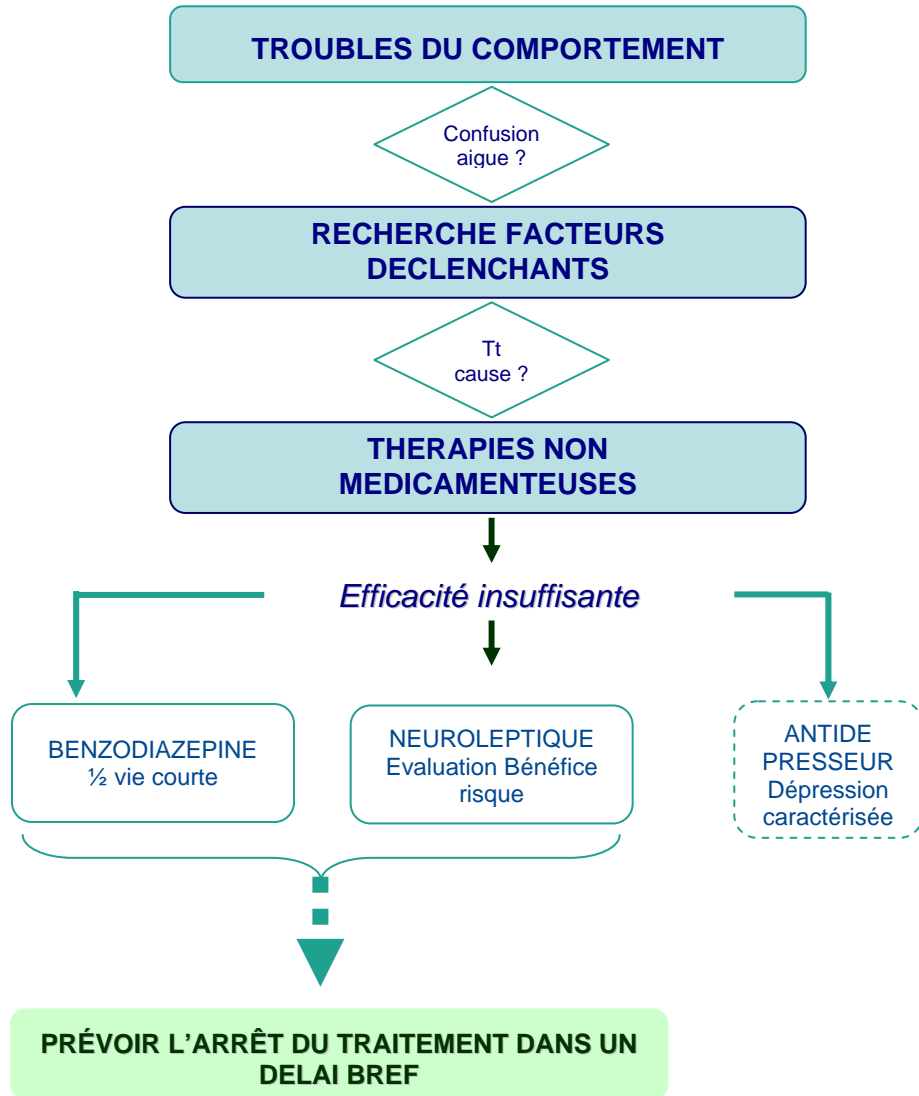 TROUBLES DU COMPORTEMENT
Confusion
aigue ?
RECHERCHE FACTEURS
DECLENCHANTS
Tt
cause ?
THERAPIES NON
MEDICAMENTEUSES
Efficacité insuffisante
BENZODIAZEPINE
½ vie courte
NEUROLEPTIQUE
Evaluation Bénéfice
risque
ANTIDE
PRESSEUR
Dépression
caractérisée
PRÉVOIR L’ARRÊT DU TRAITEMENT DANS UN
DELAI BREF